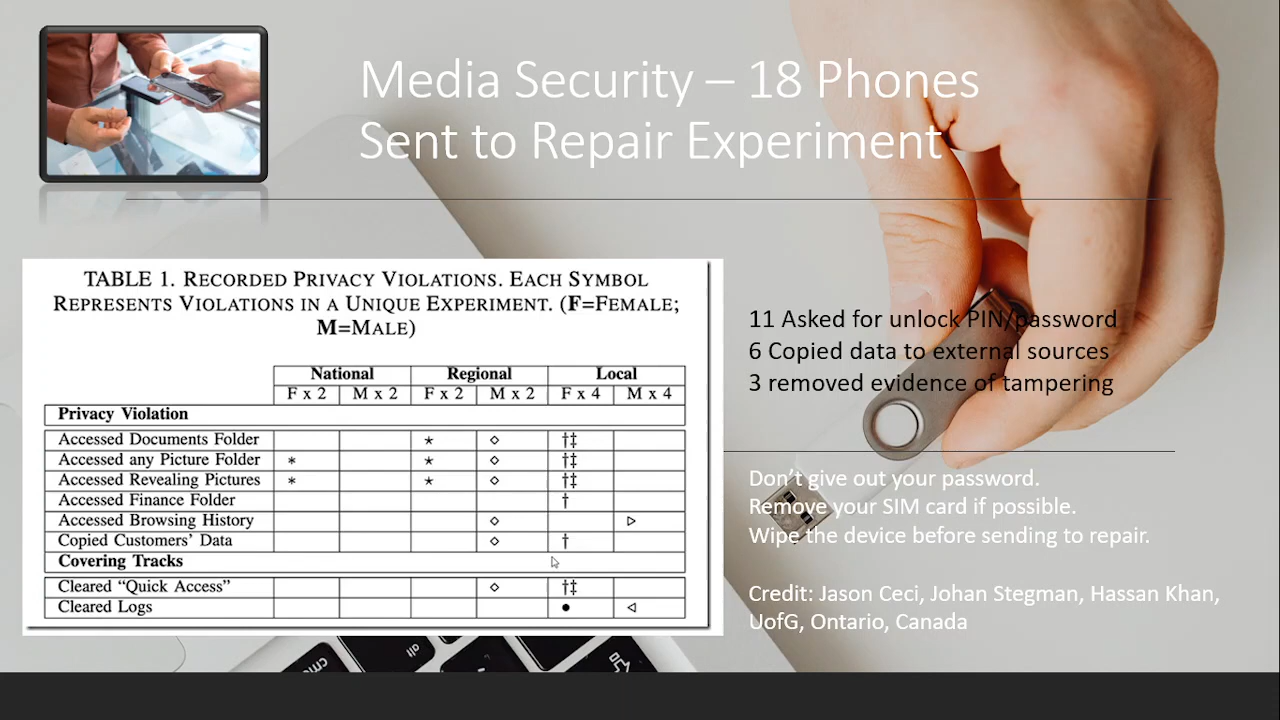 Media Security – 18 Phones
Sent to Repair Experiment
TABLE 1. RECORDED PRIVACY VIOLATIONS. EACH SYMBOL
REPRESENTS VIOLATIONS IN A UNIQUE EXPERIMENT. (F=FEMALE;
M=MALE)
National Regional Local
F x 2 M x 2 F x 2 M x 2 F x 4 M x 4
Privacy Violation
Accessed Documents Folder ⋆ ◇ †‡
Accessed any Picture Folder * ⋆ ◇ †‡
Accessed Revealing Pictures * ⋆ ◇ †‡
Accessed Finance Folder †
Accessed Browsing History ◇ ▷
Copied Customers' Data ◇ †
Covering Tracks
Cleared “Quick Access” ◇ †‡
Cleared Logs ● ◁
11 Asked for unlock PIN/password
6 Copied data to external sources
3 removed evidence of tampering
Don’t give out your password.
Remove your SIM card if possible.
Wipe the device before sending to repair.
Credit: Jason Ceci, Johan Stegman, Hassan Khan,
UofG, Ontario, Canada
cmd
alt